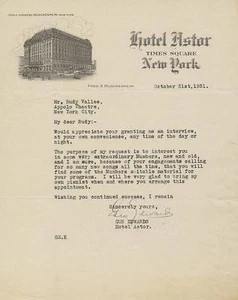 Hotel Astor
TIMES SQUARE
New York
October 31st, 1931.
Mr. Rudy Vallee,
Appolo Theatre,
New York City.
My dear Rudy:-
Would appreciate your granting me an interview,
at your own convenience, any time of the day or
night.
The purpose of my request is to interest you
in some very extraordinary Numbers, new and old,
and I am sure, because of your engagements calling
for so many new songs all the time, that you will
find some of the Numbers suitable material for
your programs. I will be very glad to bring my
own pianist when and where you arrange this
appointment.
Wishing you continued success, I remain
Sincerely yours,
Gus Edwards
GUS EDWARDS
Hotel Astor.